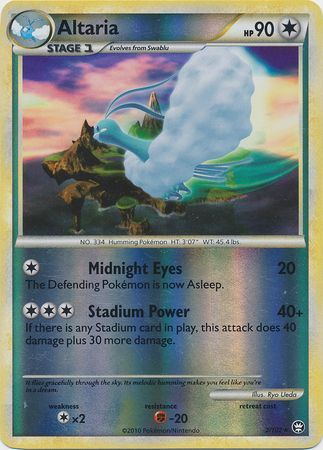 Altaria
HP 90
STAGE 1
Evolves from Swablu
NO. 334 Humming Pokémon HT: 3'07" WT: 45.4 lbs.
Midnight Eyes 20
The Defending Pokémon is now Asleep.
Stadium Power 40+
If there is any Stadium card in play, this attack does 40
damage plus 30 more damage.
It flies gracefully through the sky. Its melodic humming makes you feel like you're
in a dream.
Illus. Ryo Ueda
weakness resistance retreat cost
×2 -20
©2010 Pokémon/Nintendo
2/102